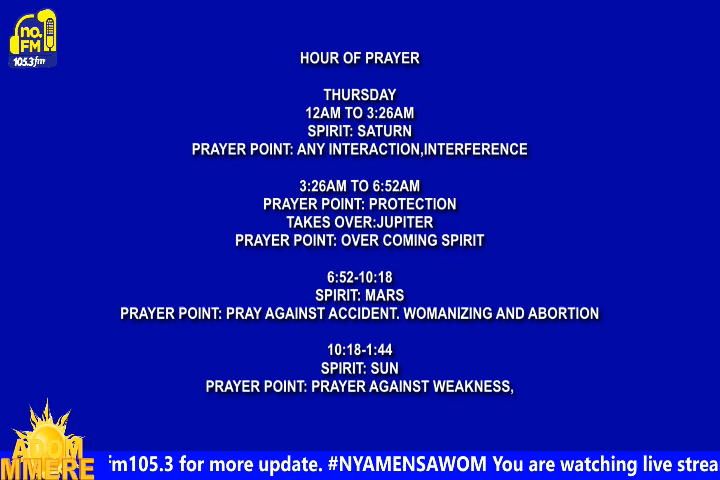 no.
FM
105.3fm
HOUR OF PRAYER
THURSDAY
12AM TO 3:26AM
SPIRIT: SATURN
PRAYER POINT: ANY INTERACTION,INTERFERENCE
3:26AM TO 6:52AM
PRAYER POINT: PROTECTION
TAKES OVER:JUPITER
PRAYER POINT: OVER COMING SPIRIT
6:52-10:18
SPIRIT: MARS
PRAYER POINT: PRAY AGAINST ACCIDENT. WOMANIZING AND ABORTION
10:18-1:44
SPIRIT: SUN
PRAYER POINT: PRAYER AGAINST WEAKNESS,
ADOM
MMERE
fm105.3 for more update. #NYAMENSAWOM You are watching live strea